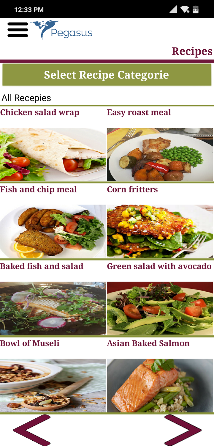 12:33 PM
Pegasus
Recipes
Select Recipe Categorie
All Recepies
Chicken salad wrap
Easy roast meal
Fish and chip meal
Corn fritters
Baked fish and salad
Green salad with avocado
Bowl of Museli
Asian Baked Salmon